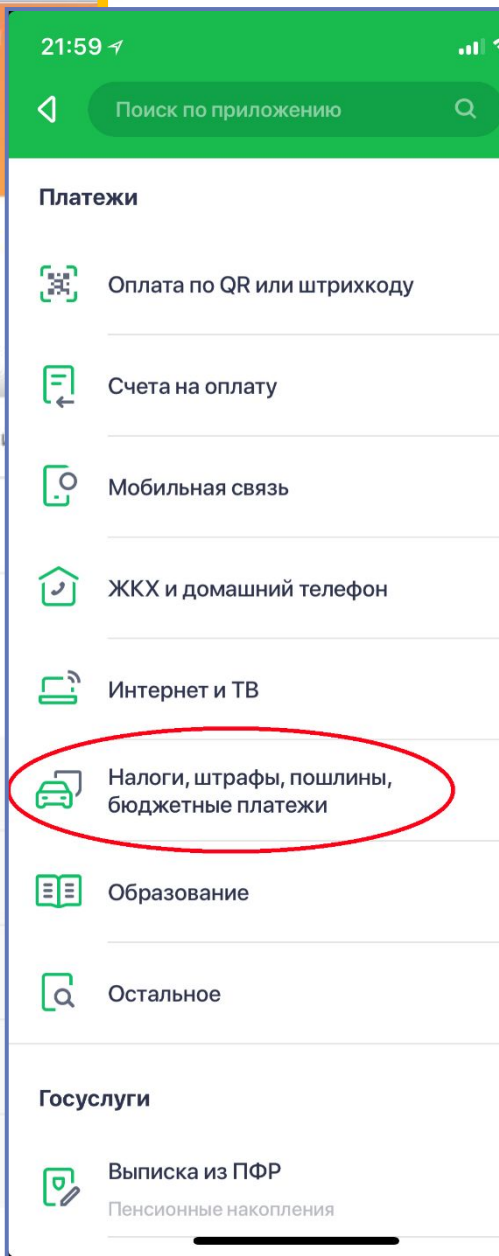 21:59
Поиск по приложению
Платежи
Оплата по QR или штрихкоду
Счета на оплату
Мобильная связь
ЖКХ и домашний телефон
Интернет и ТВ
Налоги, штрафы, пошлины,
бюджетные платежи
Образование
Остальное
Госуслуги
Выписка из ПФР
Пенсионные накопления